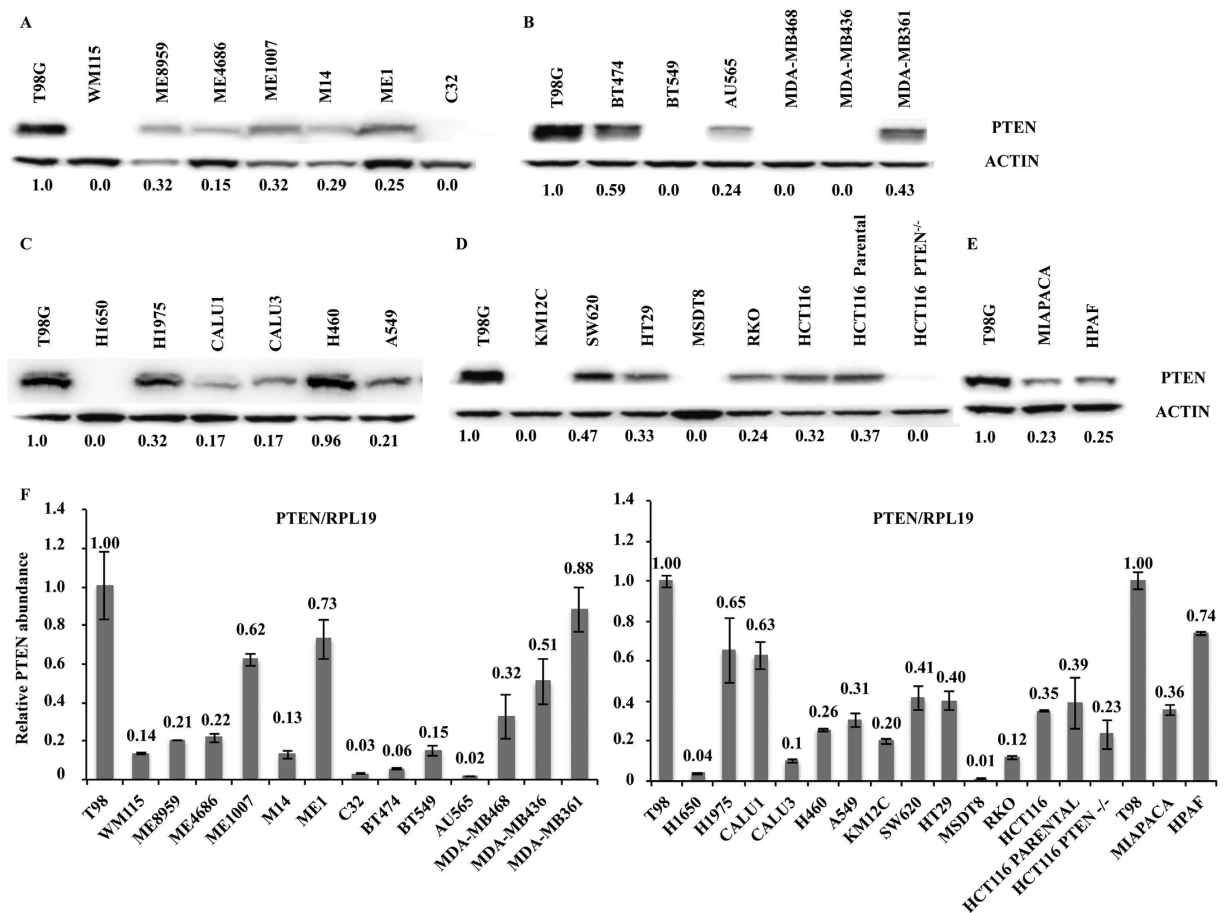 A
T98G WM115 ME8959 ME4686 ME1007 M14 ME1 C32
1.0 0.0 0.32 0.15 0.32 0.29 0.25 0.0
B
T98G BT474 BT549 AU565 MDA-MB468 MDA-MB436 MDA-MB361
PTEN
ACTIN
1.0 0.59 0.0 0.24 0.0 0.0 0.43
C
T98G H1650 H1975 CALU1 CALU3 H460 A549
1.0 0.0 0.32 0.17 0.17 0.96 0.21
D
T98G KM12C SW620 HT29 MSDT8 RKO HCT116 HCT116 Parental HCT116 PTEN-/-
1.0 0.0 0.47 0.33 0.0 0.24 0.32 0.37 0.0
E
T98G MIAPACA HPAF
PTEN
ACTIN
1.0 0.23 0.25
F
PTEN/RPL19
Relative PTEN abundance
1.4
1.2
1.0
0.8
0.6
0.4
0.2
0
1.00 0.14 0.21 0.22 0.62 0.13 0.73 0.03 0.06 0.15 0.02 0.32 0.51 0.88
T98 WM115 ME8959 ME4686 ME1007 M14 ME1 C32 BT474 BT549 AU565 MDA-MB468 MDA-MB436 MDA-MB361
PTEN/RPL19
1.4
1.2
1.0
0.8
0.6
0.4
0.2
0
1.00 0.04 0.65 0.63 0.1 0.26 0.31 0.20 0.41 0.40 0.01 0.12 0.35 0.39 0.23 1.00 0.36 0.74
T98 H1650 H1975 CALU1 CALU3 H460 A549 KM12C SW620 HT29 MSDT8 RKO HCT116 HCT116 PARENTAL HCT116 PTEN -/- T98 MIAPACA HPAF